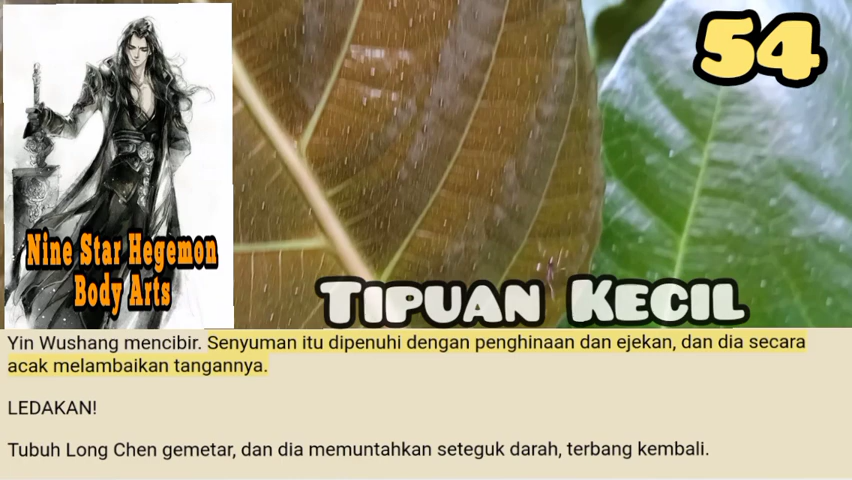 54
Nine Star Hegemon
Body Arts
Tipuan Kecil
Yin Wushang mencibir. Senyuman itu dipenuhi dengan penghinaan dan ejekan, dan dia secara
acak melambaikan tangannya.
LEDAKAN!
Tubuh Long Chen gemetar, dan dia memuntahkan seteguk darah, terbang kembali.